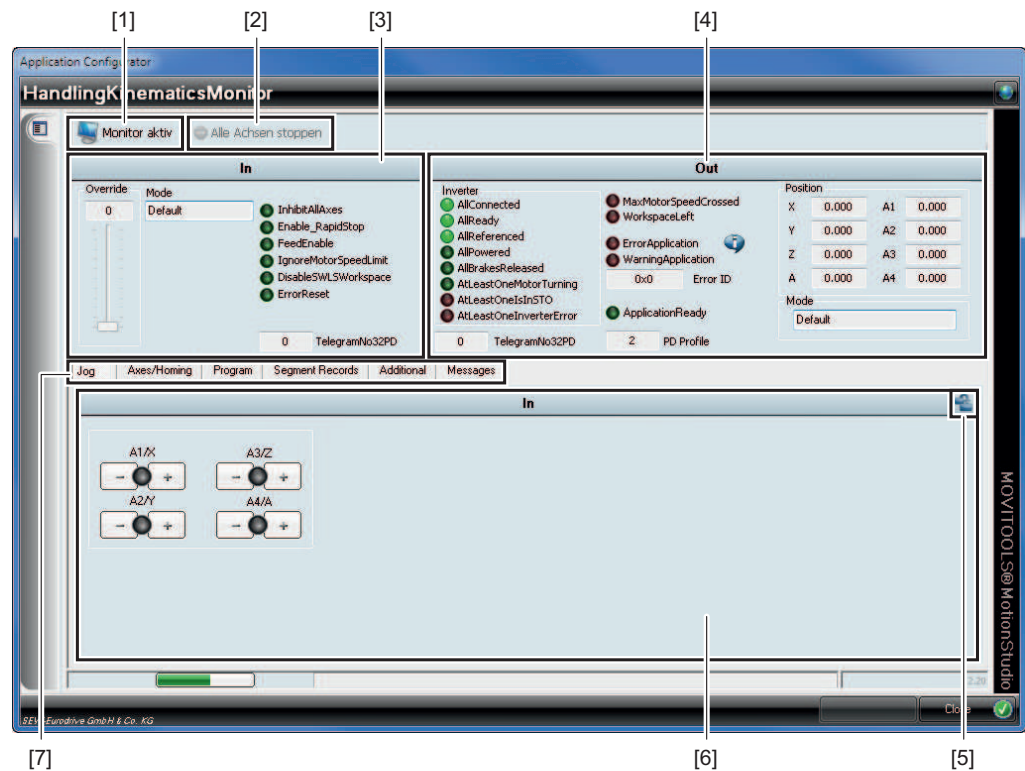 [1] [2] [3] [4]
Application Configurator
HandlingKinematicsMonitor
Monitor aktiv Alle Achsen stoppen
In Out
Override Mode
0 Default
InhibitAllAxes
Enable_RapidStop
FeedEnable
IgnoreMotorSpeedLimit
DisableSWLSWorkspace
ErrorReset
0 TelegramNo32PD
Inverter
AllConnected
AllReady
AllReferenced
AllPowered
AllBrakesReleased
AtLeastOneMotorTurning
AtLeastOneIsInSTO
AtLeastOneInverterError
0 TelegramNo32PD
MaxMotorSpeedCrossed
WorkspaceLeft
ErrorApplication
WarningApplication
0x0 Error ID
ApplicationReady
2 PD Profile
Position
X 0.000 A1 0.000
Y 0.000 A2 0.000
Z 0.000 A3 0.000
A 0.000 A4 0.000
Mode
Default
Jog Axes/Homing Program Segment Records Additional Messages
In
A1/X A3/Z
- + - +
A2/Y A4/A
- + - +
MOVITOOLS®MotionStudio
2.20
Close
SEW-Eurodrive GmbH & Co. KG
[7] [6] [5]